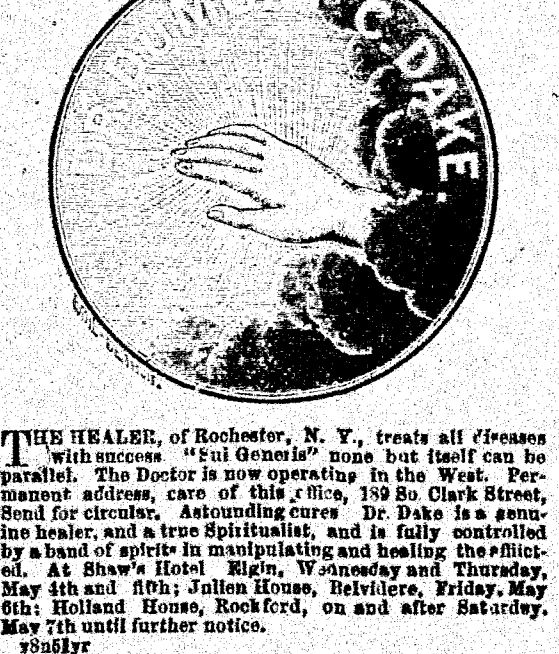 C. DAKE.
THE HEALER, of Rochester, N. Y., treats all diseases
with success. "Sui Generis" none but itself can be
parallel. The Doctor is now operating in the West. Per-
manent address, care of this office, 189 So. Clark Street,
Send for circular. Astounding cures Dr. Dake is a genu-
ine healer, and a true Spiritualist, and is fully controlled
by a band of spirits in manipulating and healing the afflict-
ed. At Shaw's Hotel Elgin, Wednesday and Thursday,
May 4th and fifth; Julien House, Belvidere, Friday, May
6th; Holland House, Rockford, on and after Saturday,
May 7th until further notice.
v8n51yr